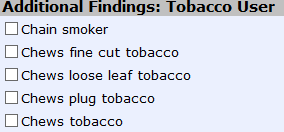 Additional Findings: Tobacco User
Chain smoker
Chews fine cut tobacco
Chews loose leaf tobacco
Chews plug tobacco
Chews tobacco